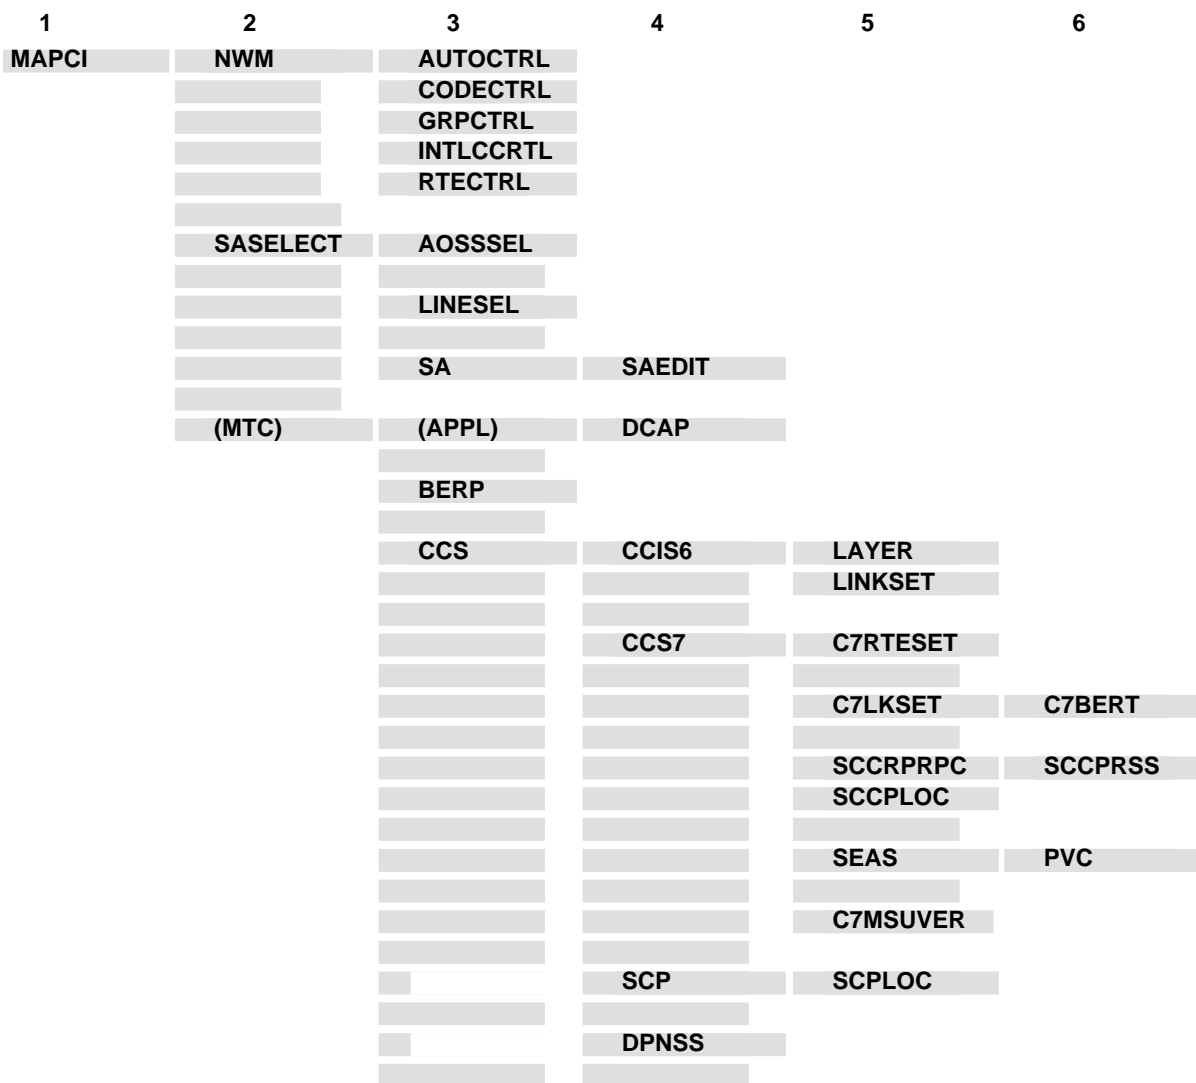 1 2 3 4 5 6
MAPCI NWM AUTOCTRL
CODECTRL
GRPCTRL
INTLCCRTL
RTECTRL
SASELECT AOSSSEL
LINESEL
SA SAEDIT
(MTC) (APPL) DCAP
BERP
CCS CCIS6 LAYER
LINKSET
CCS7 C7RTESET
C7LKSET C7BERT
SCCRPRPC SCCPRSS
SCCPLOC
SEAS PVC
C7MSUVER
SCP SCPLOC
DPNSS